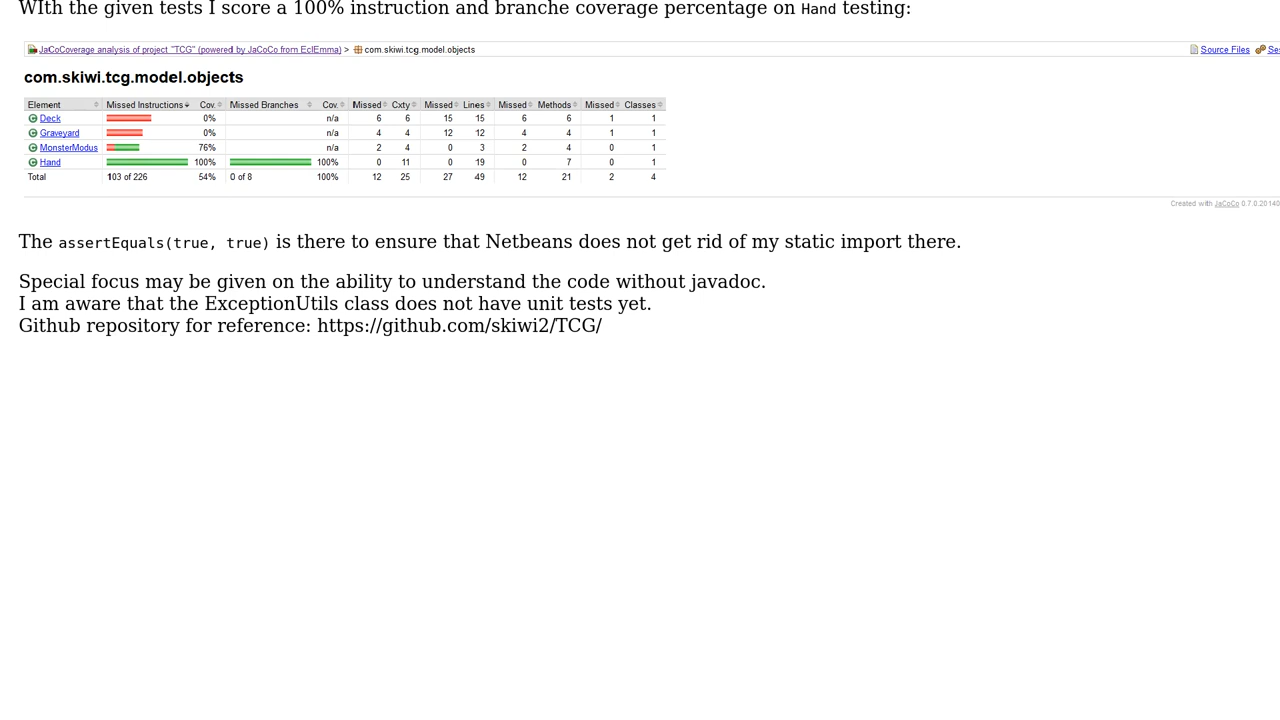 WIth the given tests I score a 100% instruction and branche coverage percentage on Hand testing:
JaCoCoverage analysis of project "TCG" (powered by JaCoCo from EclEmma) > com.skiwi.tcg.model.objects Source Files Se
com.skiwi.tcg.model.objects
Element Missed Instructions Cov. Missed Branches Cov. Missed Cxty Missed Lines Missed Methods Missed Classes
Deck 0% n/a 6 6 15 15 6 6 1 1
Graveyard 0% n/a 4 4 12 12 4 4 1 1
MonsterModus 76% n/a 2 4 0 3 2 4 0 1
Hand 100% 100% 0 11 0 19 0 7 0 1
Total 103 of 226 54% 0 of 8 100% 12 25 27 49 12 21 2 4
Created with JaCoCo 0.7.0.20140
The assertEquals(true, true) is there to ensure that Netbeans does not get rid of my static import there.
Special focus may be given on the ability to understand the code without javadoc.
I am aware that the ExceptionUtils class does not have unit tests yet.
Github repository for reference: https://github.com/skiwi2/TCG/